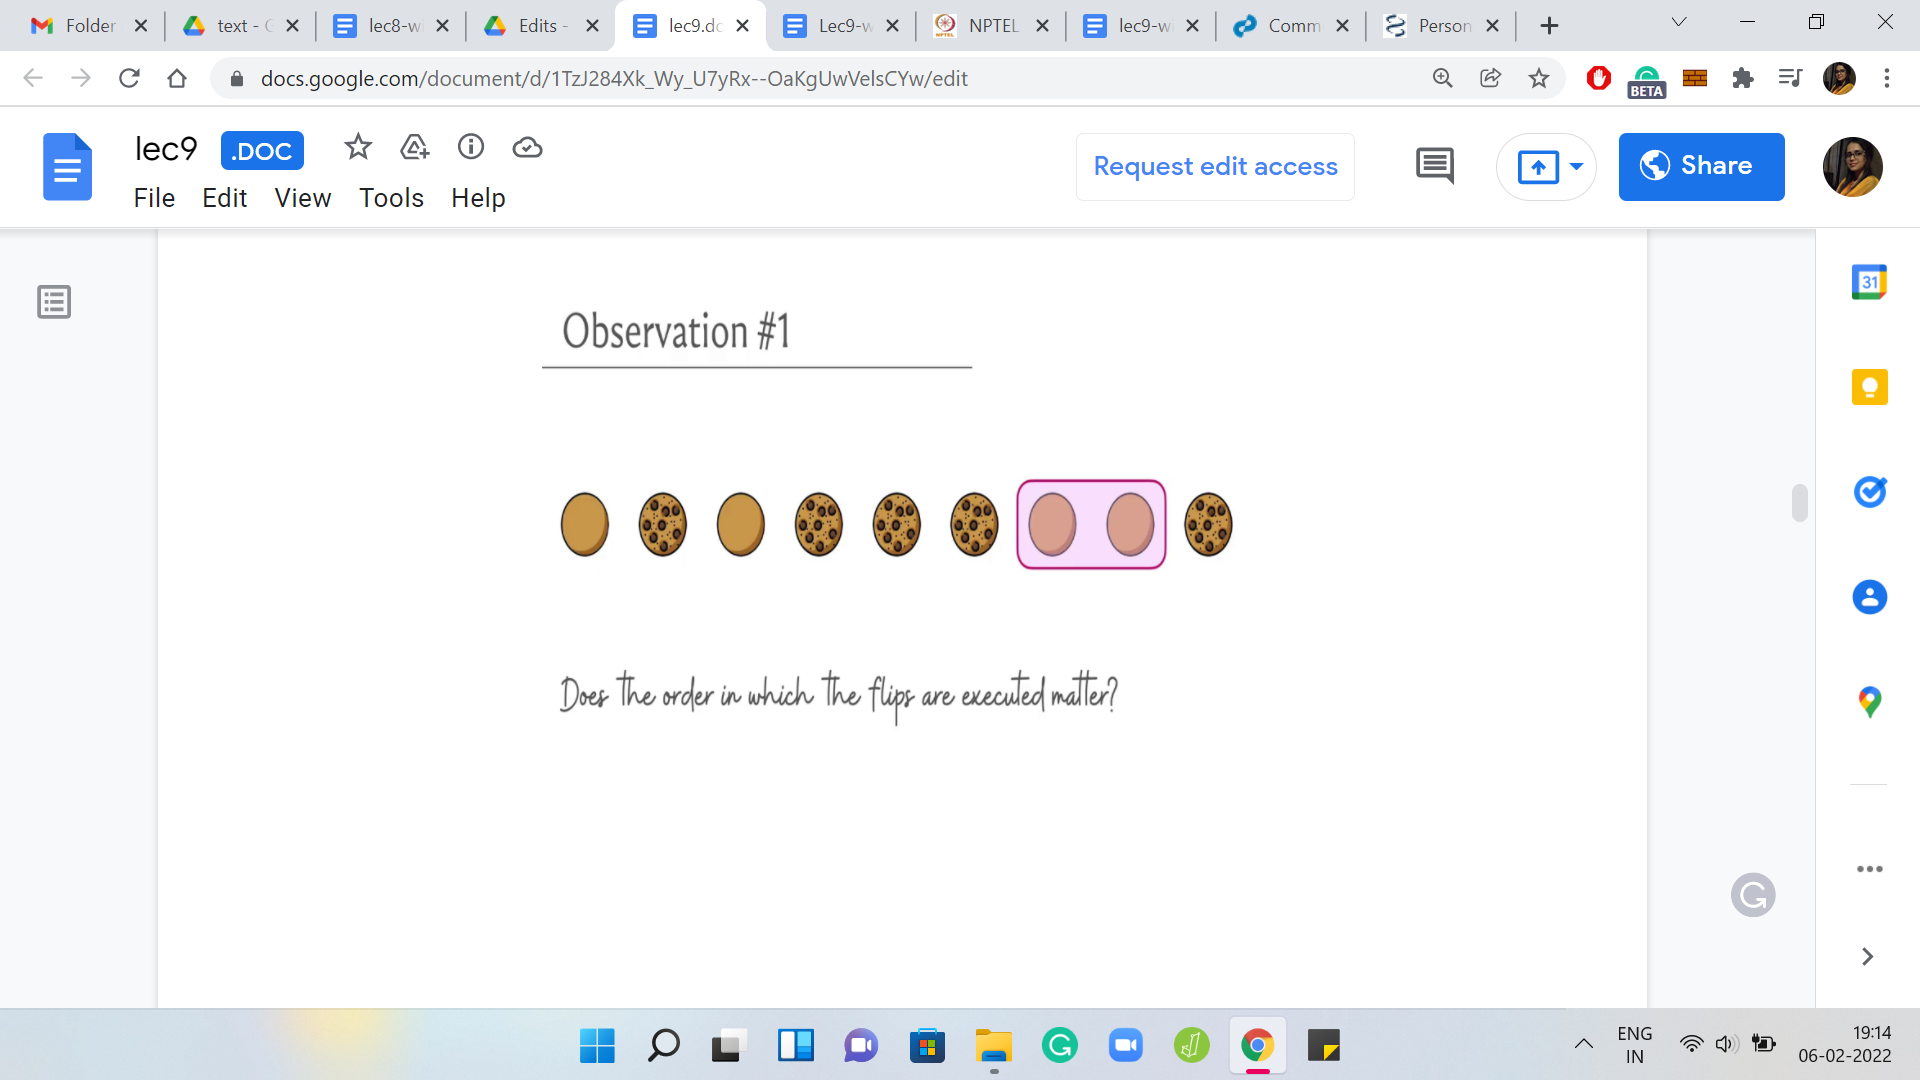 Folder
text - G
lec8-w
Edits -
lec9.dc
Lec9-w
NPTEL
lec9-w
Comm
Person
docs.google.com/document/d/1TzJ284Xk_Wy_U7yRx--OaKgUwVelsCYw/edit
BETA
lec9 .DOC
File Edit View Tools Help
Request edit access
Share
31
Observation #1
Does the order in which the flips are executed matter?
ENG
IN
19:14
06-02-2022